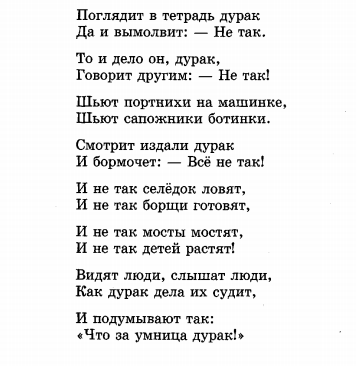 Поглядит в тетрадь дурак
Да и вымолвит: — Не так.
То и дело он, дурак,
Говорит другим: — Не так!
Шьют портнихи на машинке,
Шьют сапожники ботинки.
Смотрит издали дурак
И бормочет: — Всё не так!
И не так селёдок ловят,
И не так борщи готовят,
И не так мосты мостят,
И не так детей растят!
Видят люди, слышат люди,
Как дурак дела их судит,
И подумывают так:
«Что за умница дурак!»